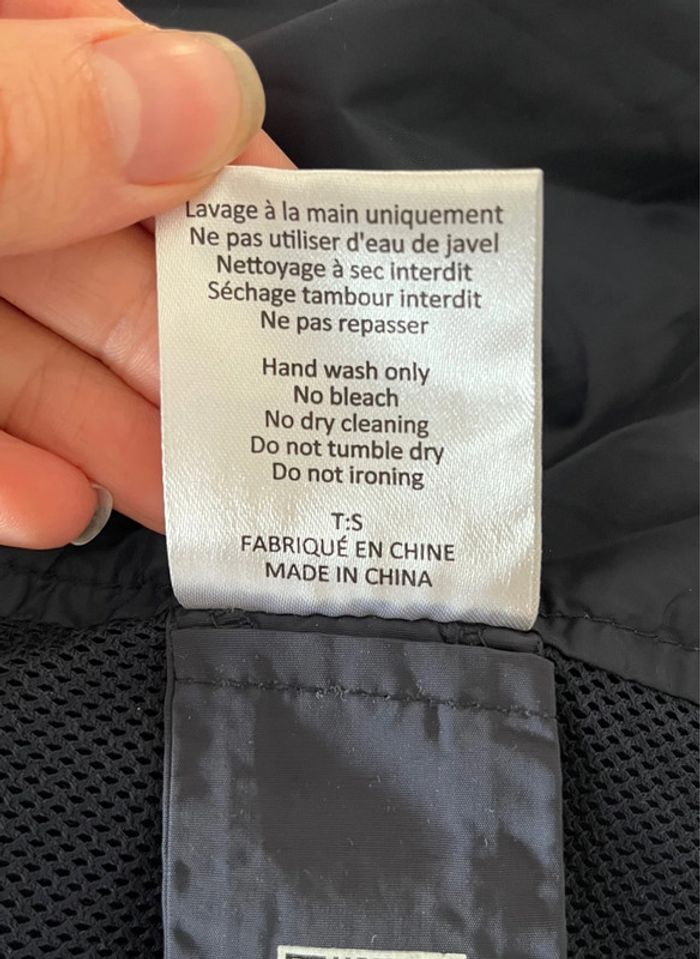 Lavage à la main uniquement
Ne pas utiliser d'eau de javel
Nettoyage à sec interdit
Séchage tambour interdit
Ne pas repasser
Hand wash only
No bleach
No dry cleaning
Do not tumble dry
Do not ironing
T:S
FABRIQUÉ EN CHINE
MADE IN CHINA